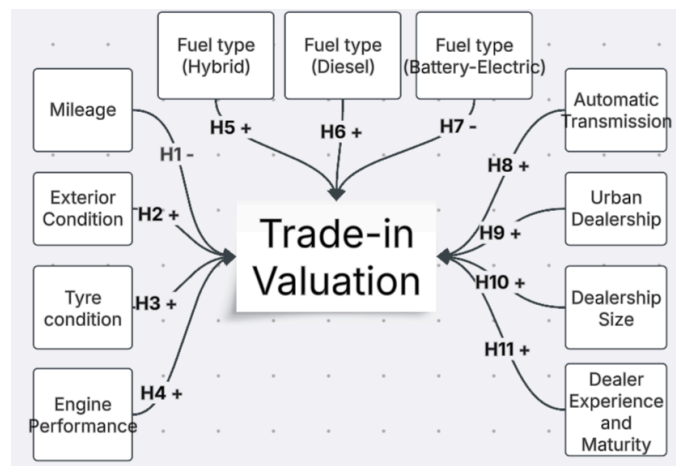 Fuel type
(Hybrid)
Fuel type
(Diesel)
Fuel type
(Battery-Electric)
Mileage
Automatic
Transmission
H5 +
H6 +
H7 -
H1 -
H8 +
Exterior
Condition
H2 +
Urban
Dealership
H9 +
Trade-in
Valuation
Tyre
condition
H3 +
H10 +
Dealership
Size
H11 +
Engine
Performance
H4 +
Dealer
Experience
and
Maturity